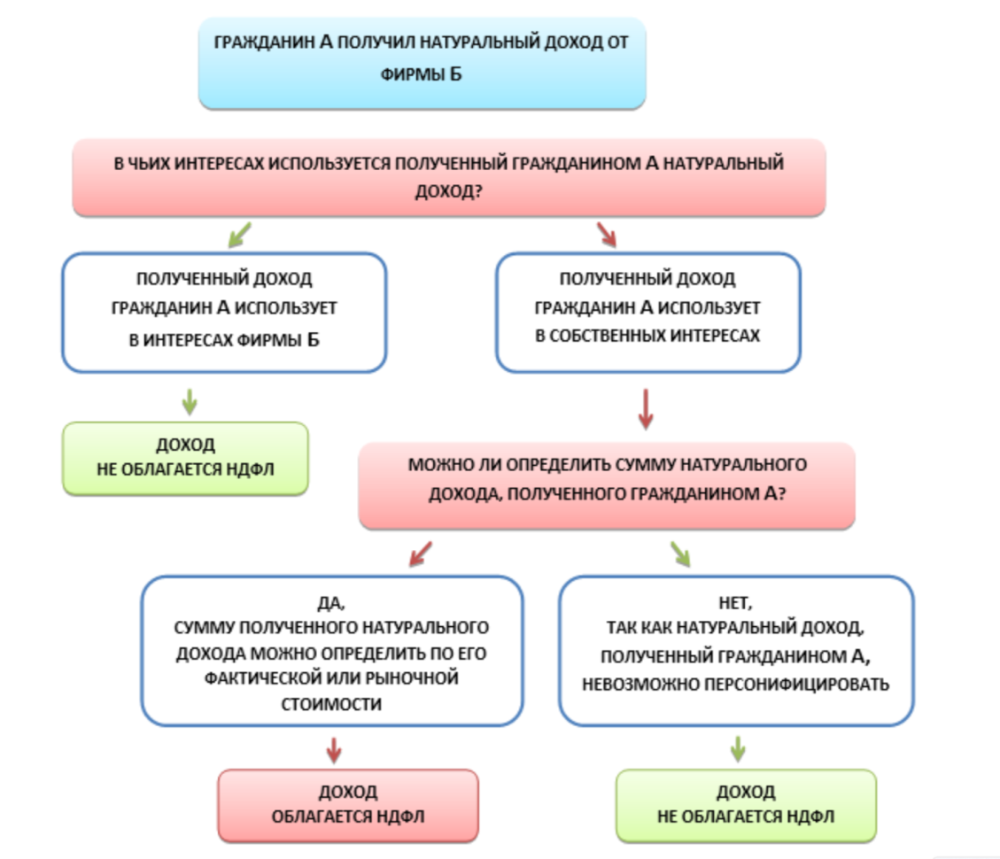 ГРАЖДАНИН А ПОЛУЧИЛ НАТУРАЛЬНЫЙ ДОХОД ОТ
ФИРМЫ Б
В ЧЬИХ ИНТЕРЕСАХ ИСПОЛЬЗУЕТСЯ ПОЛУЧЕННЫЙ ГРАЖДАНИНОМ А НАТУРАЛЬНЫЙ
ДОХОД?
ПОЛУЧЕННЫЙ ДОХОД
ГРАЖДАНИН А ИСПОЛЬЗУЕТ
В ИНТЕРЕСАХ ФИРМЫ Б
ПОЛУЧЕННЫЙ ДОХОД
ГРАЖДАНИН А ИСПОЛЬЗУЕТ
В СОБСТВЕННЫХ ИНТЕРЕСАХ
ДОХОД
НЕ ОБЛАГАЕТСЯ НДФЛ
МОЖНО ЛИ ОПРЕДЕЛИТЬ СУММУ НАТУРАЛЬНОГО
ДОХОДА, ПОЛУЧЕННОГО ГРАЖДАНИНОМ А?
ДА,
СУММУ ПОЛУЧЕННОГО НАТУРАЛЬНОГО
ДОХОДА МОЖНО ОПРЕДЕЛИТЬ ПО ЕГО
ФАКТИЧЕСКОЙ ИЛИ РЫНОЧНОЙ
СТОИМОСТИ
НЕТ,
ТАК КАК НАТУРАЛЬНЫЙ ДОХОД,
ПОЛУЧЕННЫЙ ГРАЖДАНИНОМ А,
НЕВОЗМОЖНО ПЕРСОНИФИЦИРОВАТЬ
ДОХОД
ОБЛАГАЕТСЯ НДФЛ
ДОХОД
НЕ ОБЛАГАЕТСЯ НДФЛ